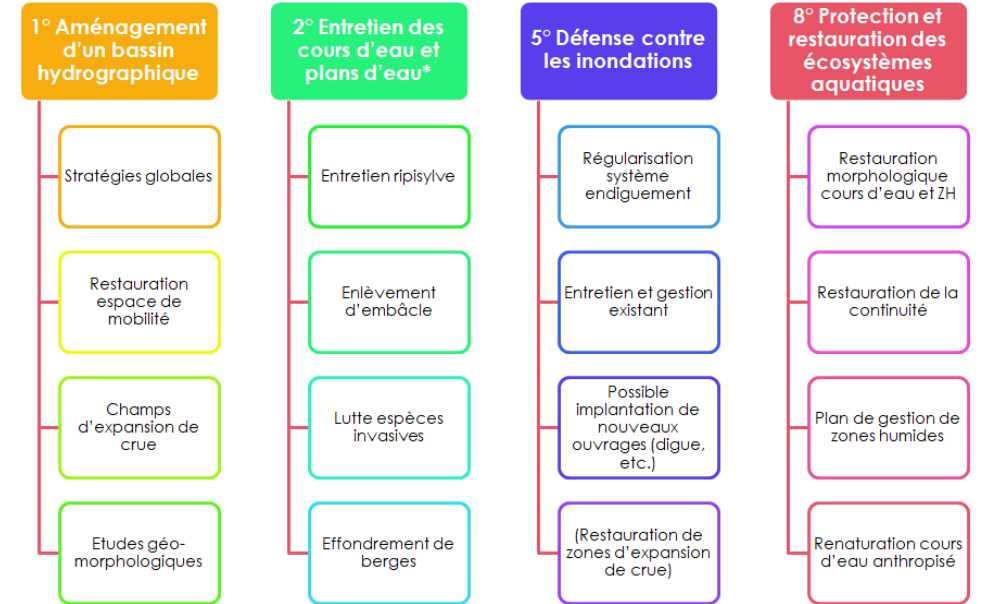 1° Aménagement
d'un bassin
hydrographique
Stratégies globales
Restauration
espace de
mobilité
Champs
d'expansion de
crue
Etudes géo-
morphologiques
2° Entretien des
cours d'eau et
plans d'eau*
Entretien ripisylve
Enlèvement
d'embâcle
Lutte espèces
invasives
Effondrement de
berges
5° Défense contre
les inondations
Régularisation
système
endiguement
Entretien et gestion
existant
Possible
implantation de
nouveaux
ouvrages (digue,
etc.)
(Restauration de
zones d'expansion
de crue)
8° Protection et
restauration des
écosystèmes
aquatiques
Restauration
morphologique
cours d'eau et ZH
Restauration de la
continuité
Plan de gestion de
zones humides
Renaturation cours
d'eau anthropisé